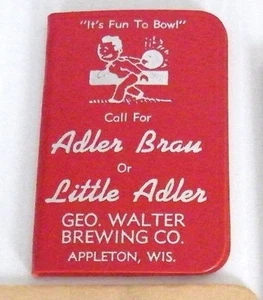 "It's Fun To Bowl"
Call For
Adler Brau
Or
Little Adler
GEO. WALTER
BREWING CO.
APPLETON, WIS.